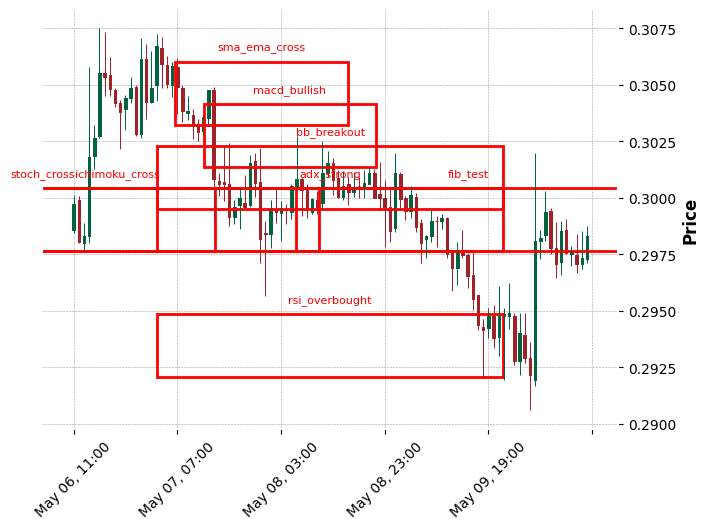 sma_ema_cross
macd_bullish
bb_breakout
stoch_crossichimoku_cross
adx_strong
fib_test
rsi_overbought
0.3075
0.3050
0.3025
0.3000
0.2975
0.2950
0.2925
0.2900
Price
May 06, 11:00
May 07, 07:00
May 08, 03:00
May 08, 23:00
May 09, 19:00